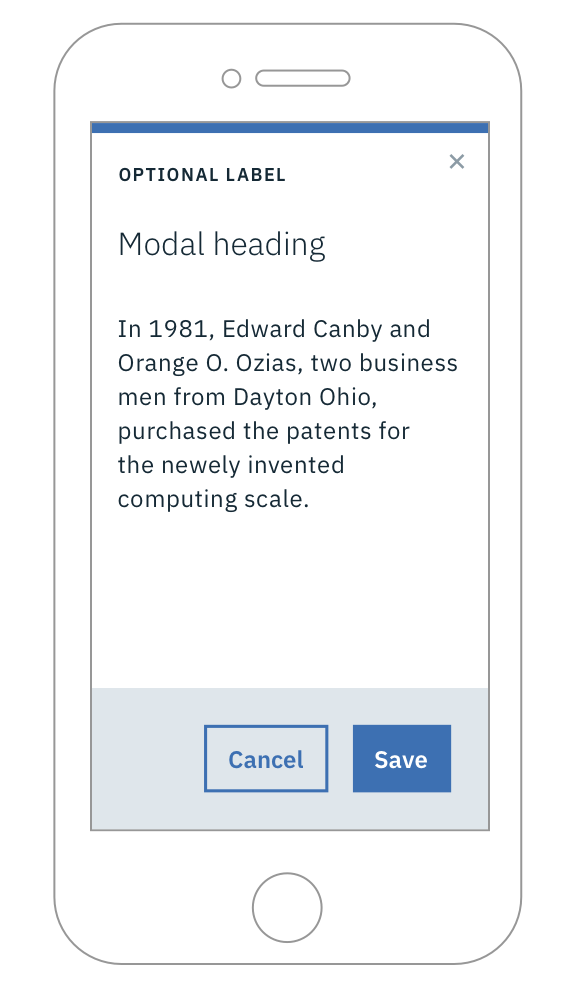 OPTIONAL LABEL
Modal heading
In 1981, Edward Canby and
Orange O. Ozias, two business
men from Dayton Ohio,
purchased the patents for
the newely invented
computing scale.
Cancel
Save